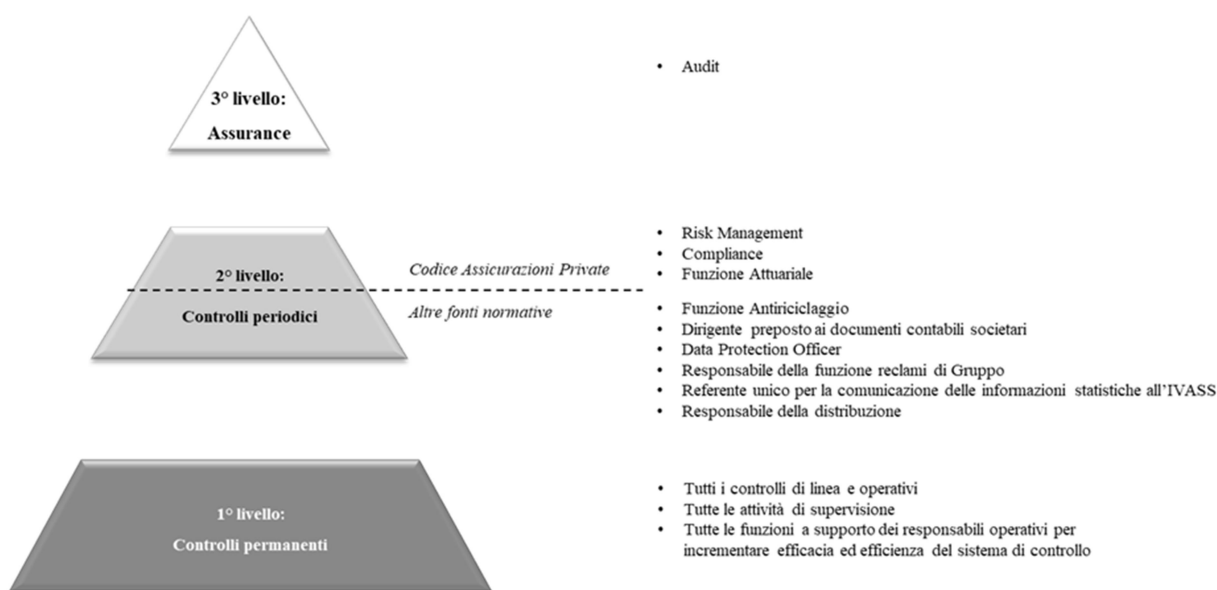 3° livello:
Assurance
• Audit
2° livello:
Controlli periodici
Codice Assicurazioni Private
Altre fonti normative
• Risk Management
• Compliance
• Funzione Attuariale
• Funzione Antiriciclaggio
• Dirigente preposto ai documenti contabili societari
• Data Protection Officer
• Responsabile della funzione reclami di Gruppo
• Referente unico per la comunicazione delle informazioni statistiche all'IVASS
• Responsabile della distribuzione
1° livello:
Controlli permanenti
• Tutti i controlli di linea e operativi
• Tutte le attività di supervisione
• Tutte le funzioni a supporto dei responsabili operativi per
incrementare efficacia ed efficienza del sistema di controllo